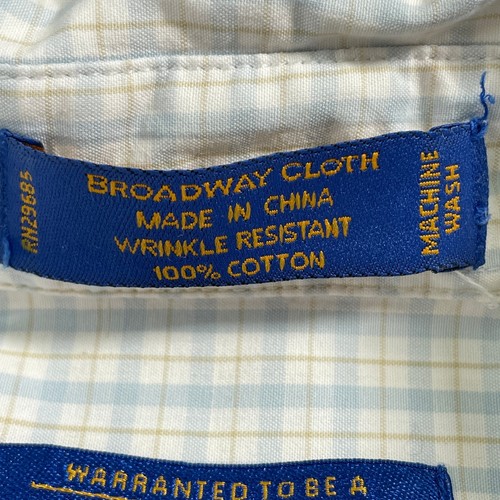 RN29685
BROADWAY CLOTH
MADE IN CHINA
WRINKLE RESISTANT
100% COTTON
MACHINE
WASH
WARRANTED TO BE A